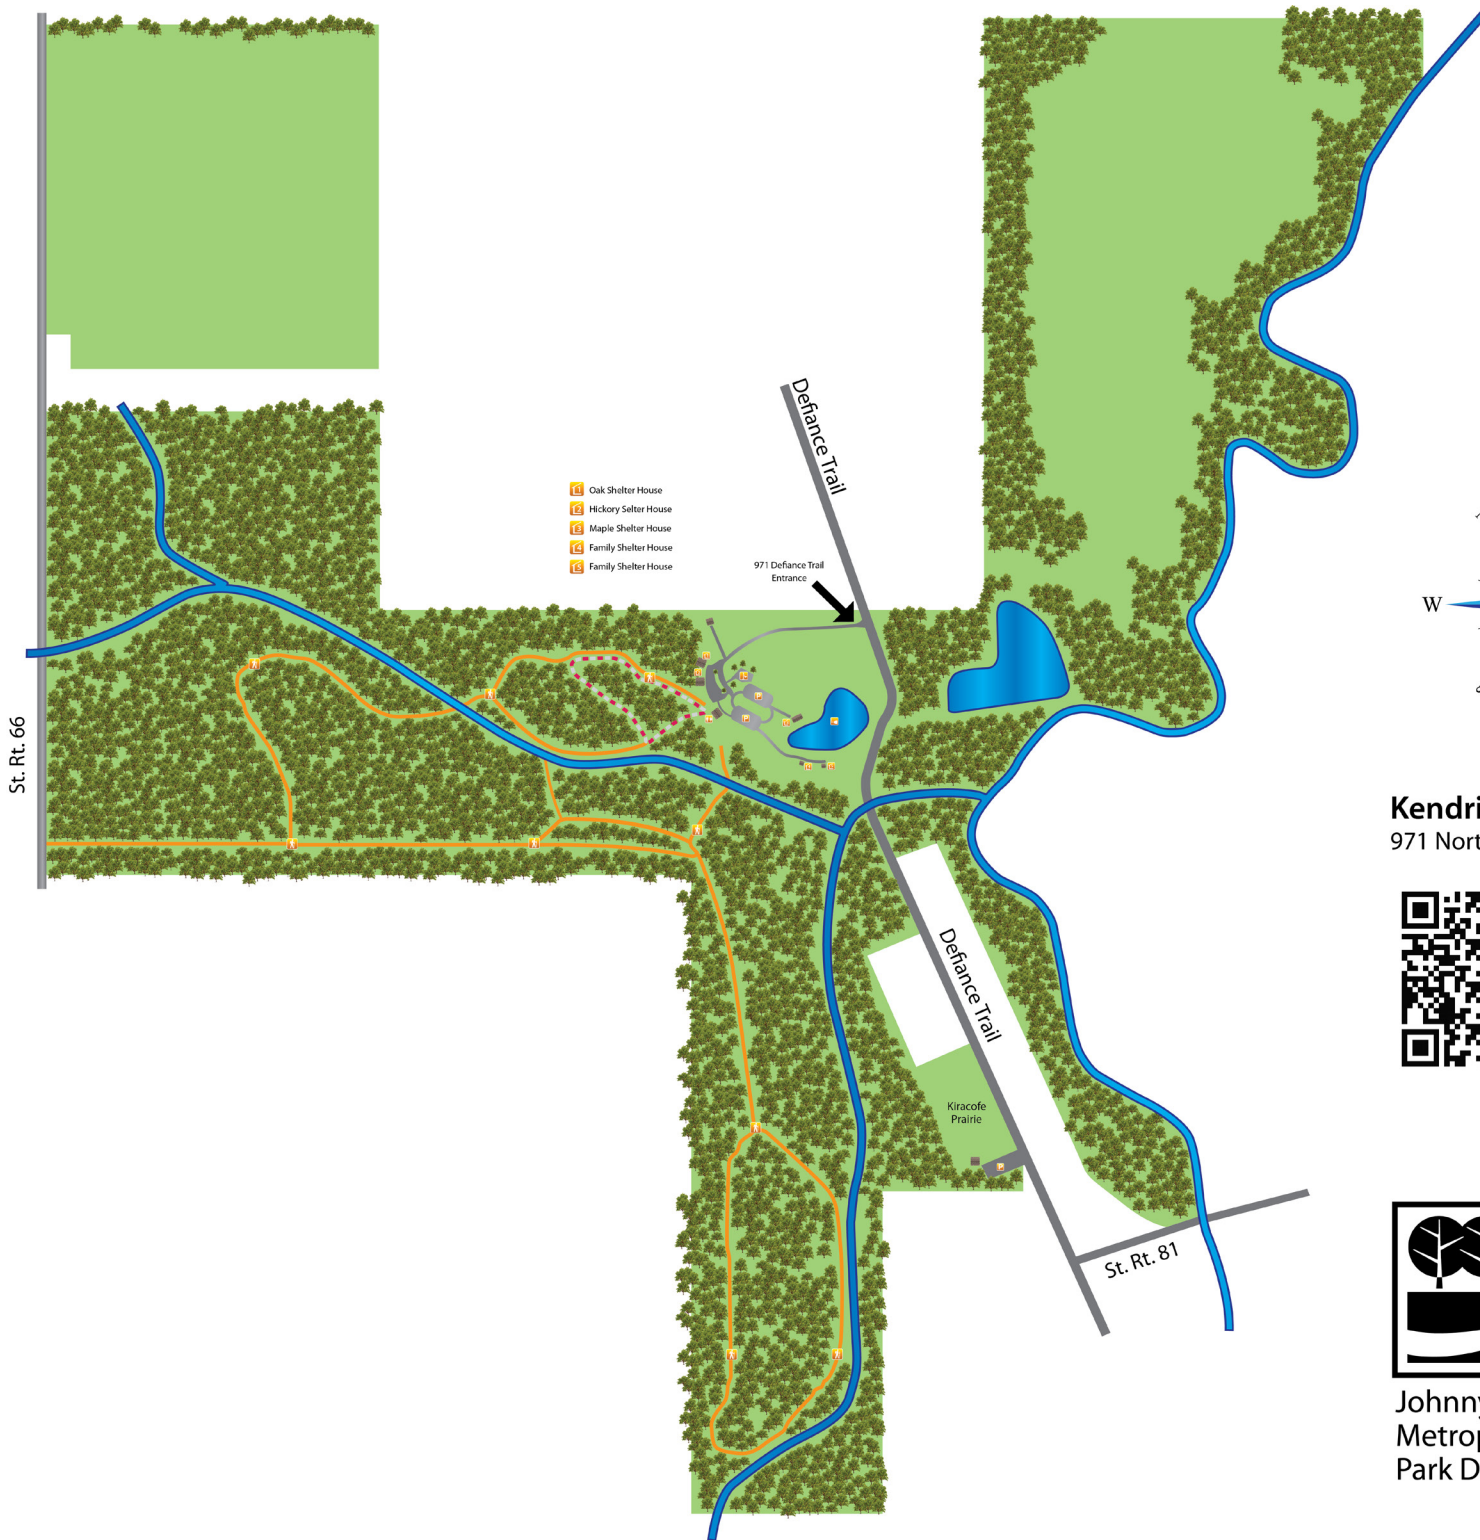 Defiance Trail
Oak Shelter House
Hickory Selter House
Maple Shelter House
Family Shelter House
Family Shelter House
971 Defiance Trail
Entrance
W
St. Rt. 66
Kendri
971 Nort
Defiance Trail
Kiracofe
Prairie
St. Rt. 81
Johnny
Metrop
Park D